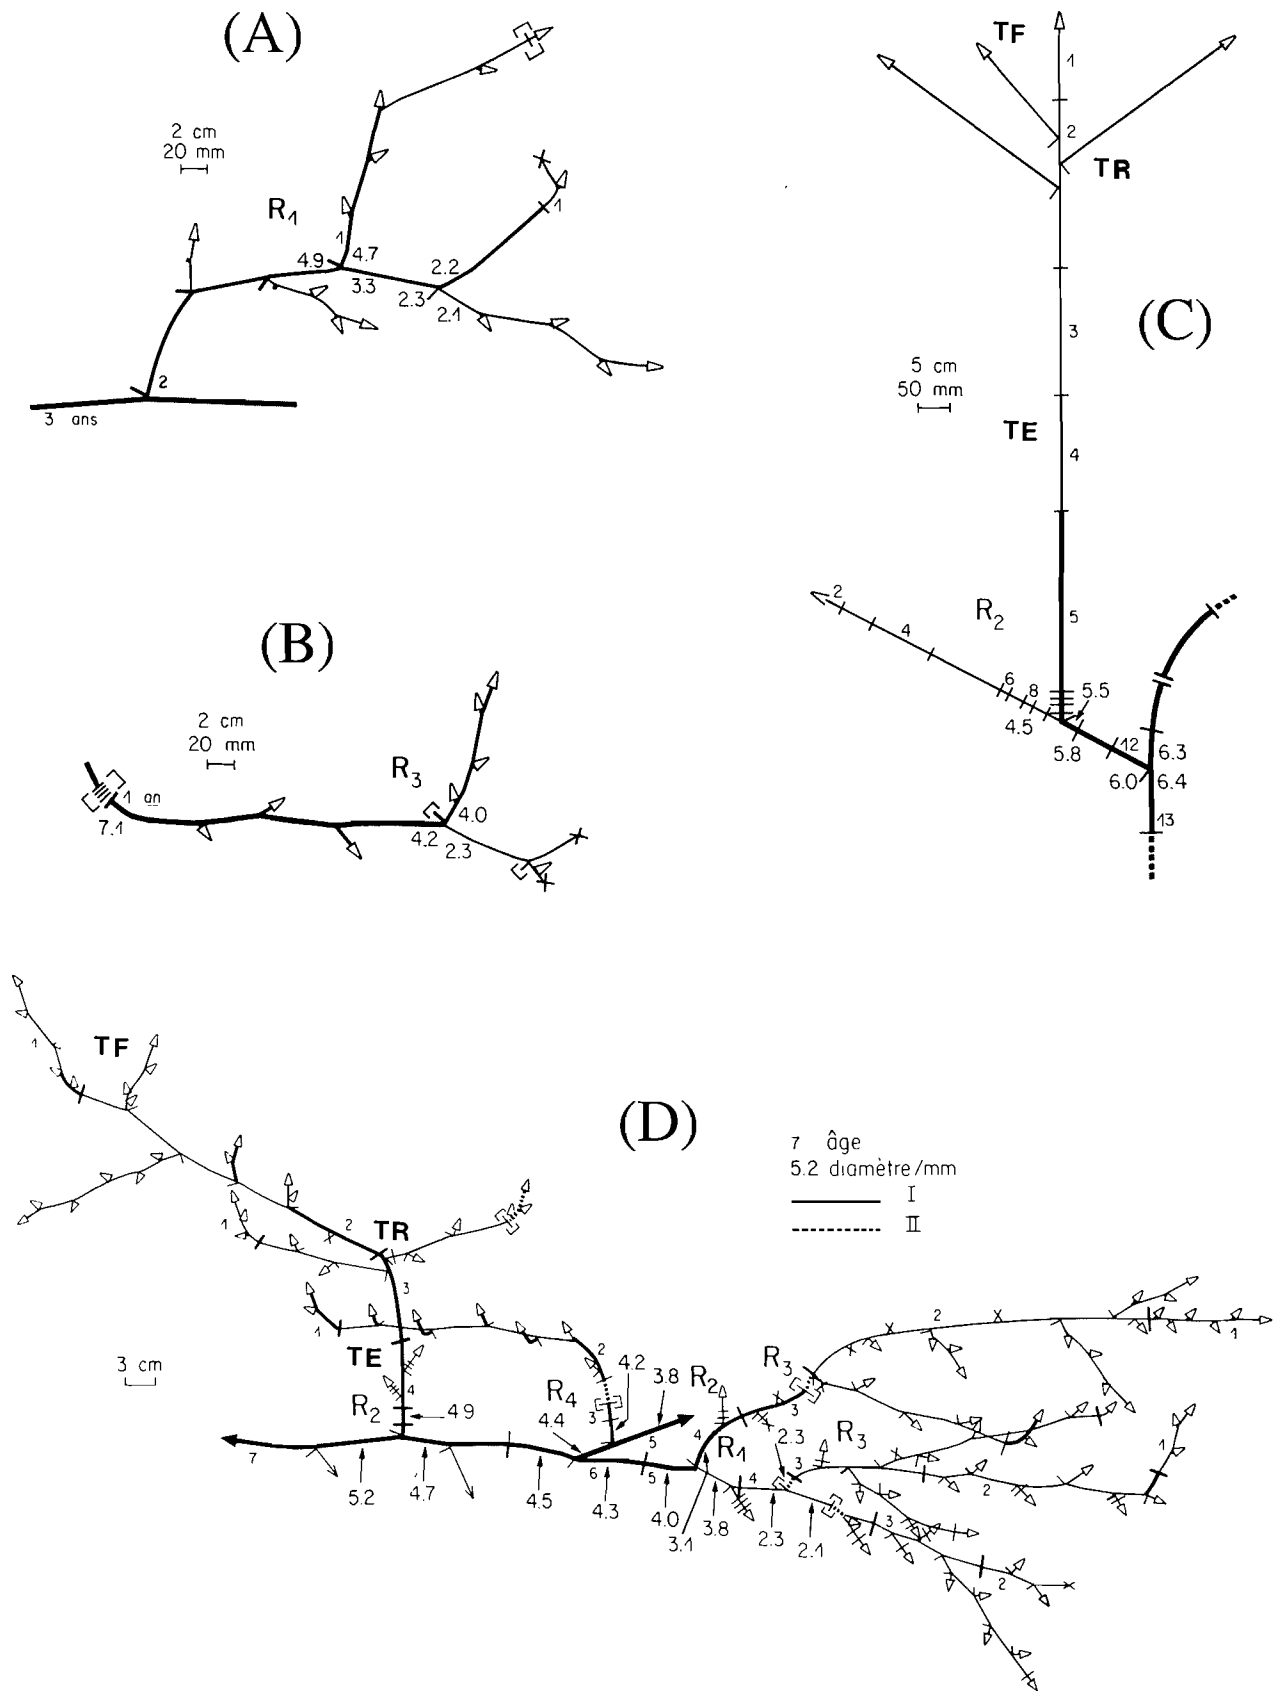 (A)
2 cm
20 mm
R1
1
4.9
4.7
3.3
2.2
2.3
2.1
1
2
3 ans
(B)
2 cm
20 mm
R3
1 an
7.1
4.0
4.2
2.3
(C)
TF
1
2
TR
3
5 cm
50 mm
TE
4
2
4
R2
5
6
8
5.5
4.5
5.8
12
6.3
6.0
6.4
13
(D)
7 âge
5.2 diamètre/mm
I
II
TF
1
2
TR
1
3
1
TE
2
3 cm
4
R2
4.9
R4
4.2
3.8
R2
R3
2
1
3
4.4
3
5
4
R1
2.3
R3
1
7
5.2
4.7
4.5
6
4.3
5
4.0
3.1
3.8
4
2.3
2.1
3
2
3
2